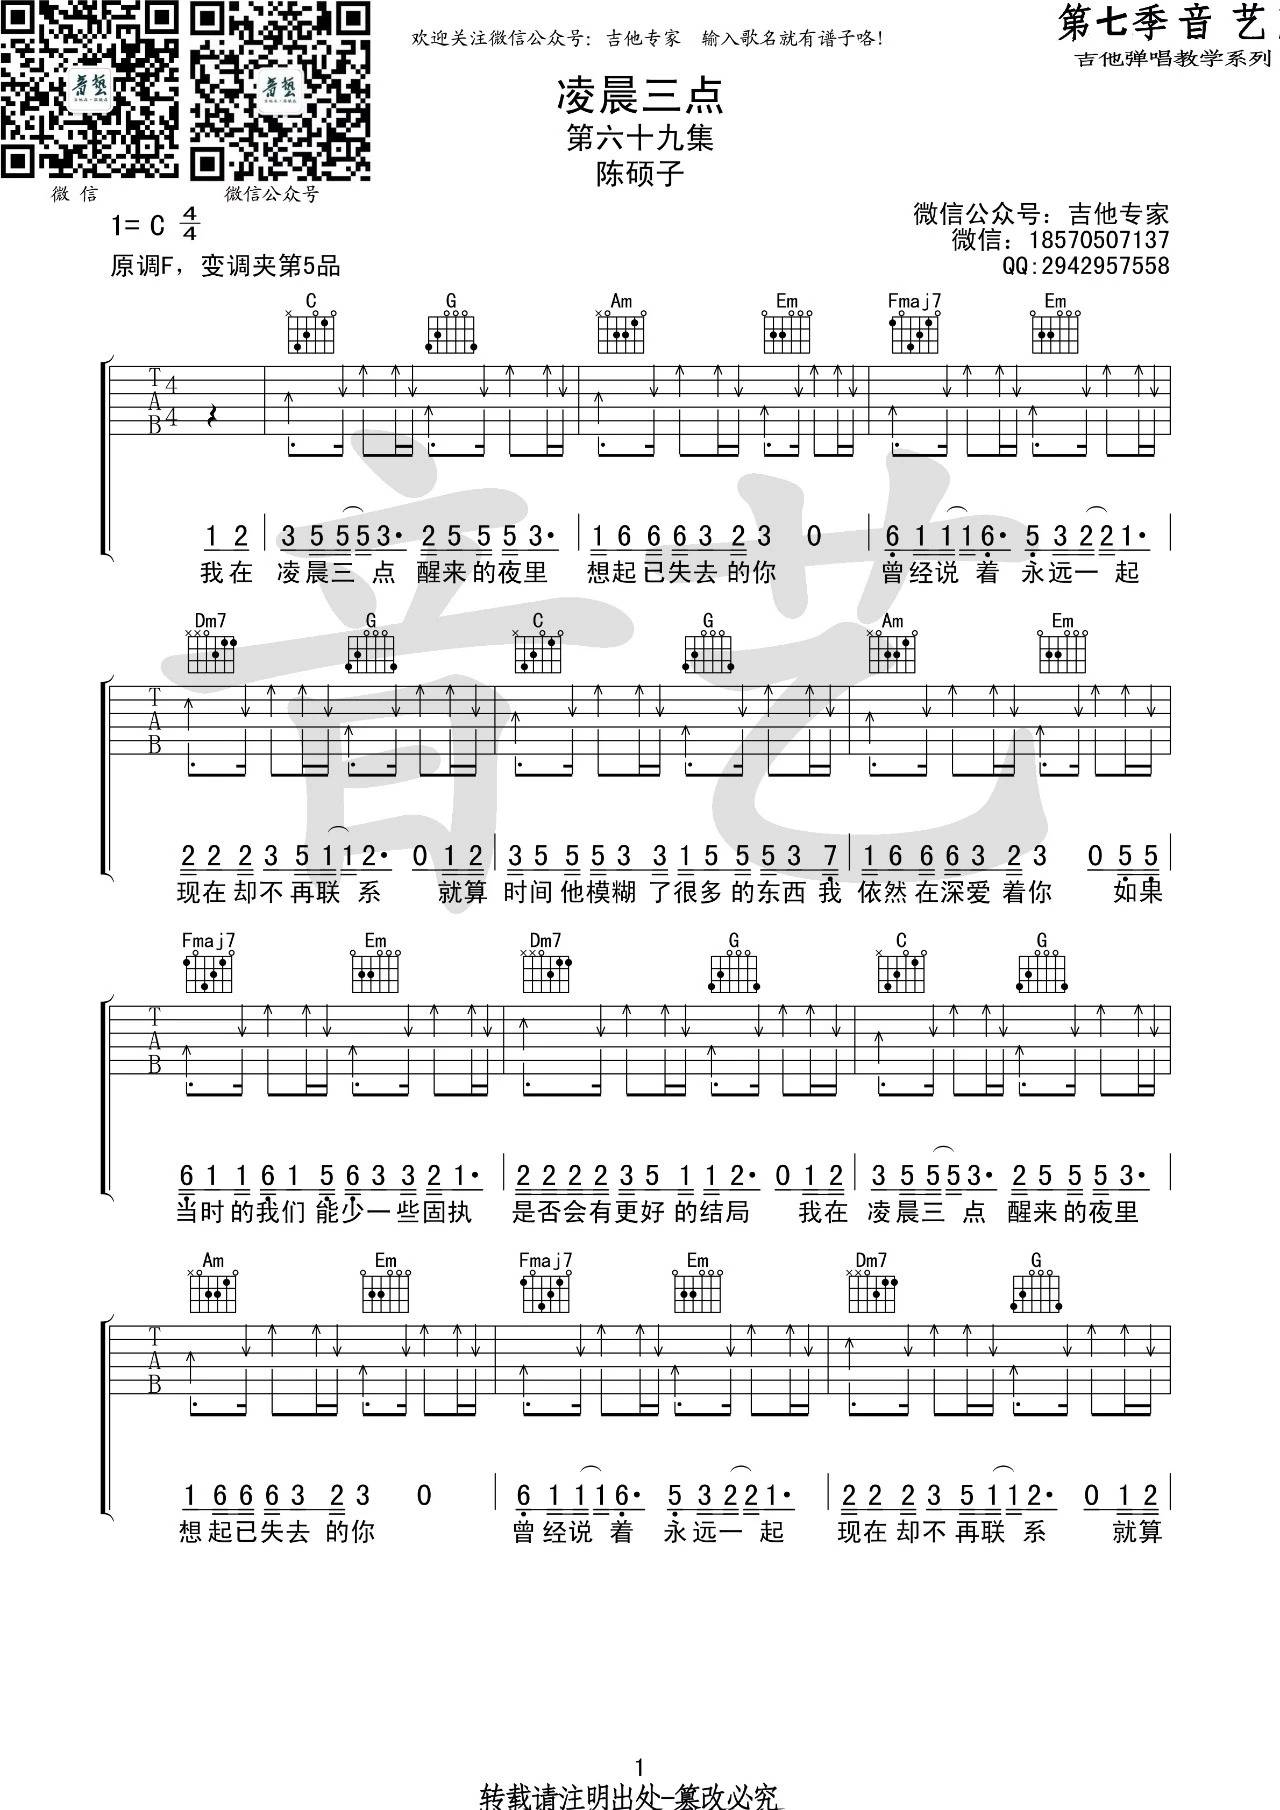 欢迎关注微信公众号：吉他专家　输入歌名就有谱子咯！
第七季音 艺
吉他弹唱教学系列
凌晨三点
第六十九集
陈硕子
微 信
微信公众号
1= C 4/4
原调F，变调夹第5品
微信公众号：吉他专家
微信：18570507137
QQ:2942957558
C G Am Em Fmaj7 Em
T A B 4/4
1 2 | 3 5 5 5 3· 2 5 5 5 3· | 1 6 6 6 3 2 3 0 | 6 1 1 1 6· 5 3 2 2 1·
我在 凌晨三 点 醒来的夜里 想起已失去的你 曾经说 着 永远一 起
Dm7 G C G Am Em
T A B
2 2 2 3 5 1 1 2· 0 1 2 | 3 5 5 5 3 3 1 5 5 5 3 7 | 1 6 6 6 3 2 3 0 5 5
现在 却不再联 系 就算 时间他模糊了很多的东西我 依然在深爱着你 如果
Fmaj7 Em Dm7 G C G
T A B
6 1 1 6 1 5 6 3 3 2 1· | 2 2 2 2 3 5 1 1 2· 0 1 2 | 3 5 5 5 3· 2 5 5 5 3·
当时的我们能少一些固执 是否会有更好的结局 我在 凌晨三 点 醒来的夜里
Am Em Fmaj7 Em Dm7 G
T A B
1 6 6 6 3 2 3 0 | 6 1 1 1 6· 5 3 2 2 1· | 2 2 2 3 5 1 1 2· 0 1 2
想起已失去 的你 曾经说 着 永远一 起 现在 却不再联 系 就算
1
转载请注明出处-篡改必究
音艺